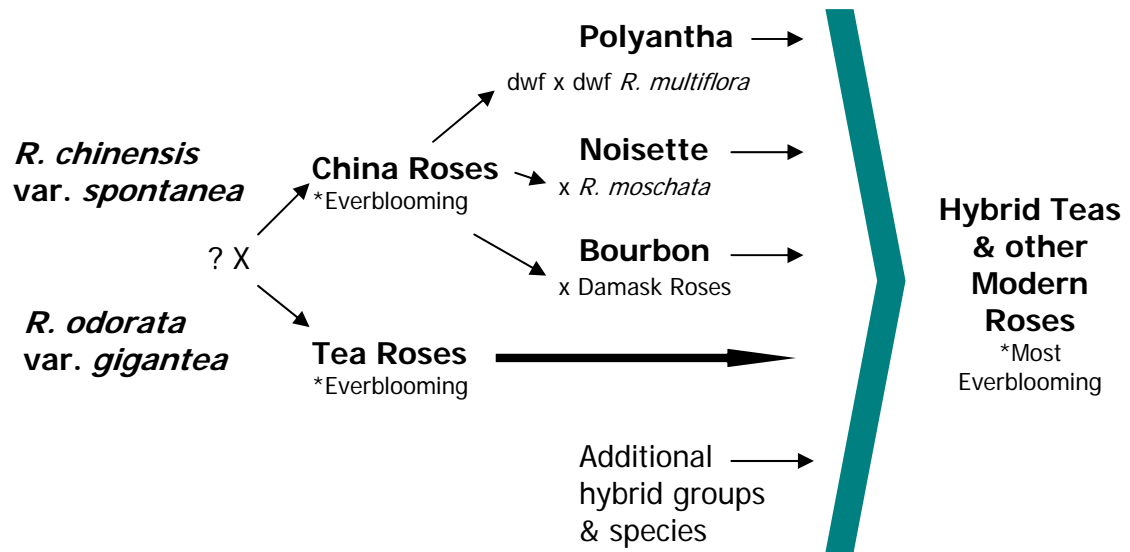 R. chinensis
var. spontanea
? X
R. odorata
var. gigantea
China Roses
*Everblooming
Tea Roses
*Everblooming
Polyantha
dwf x dwf R. multiflora
Noisette
x R. moschata
Bourbon
x Damask Roses
Additional
hybrid groups
& species
Hybrid Teas
& other
Modern
Roses
*Most
Everblooming